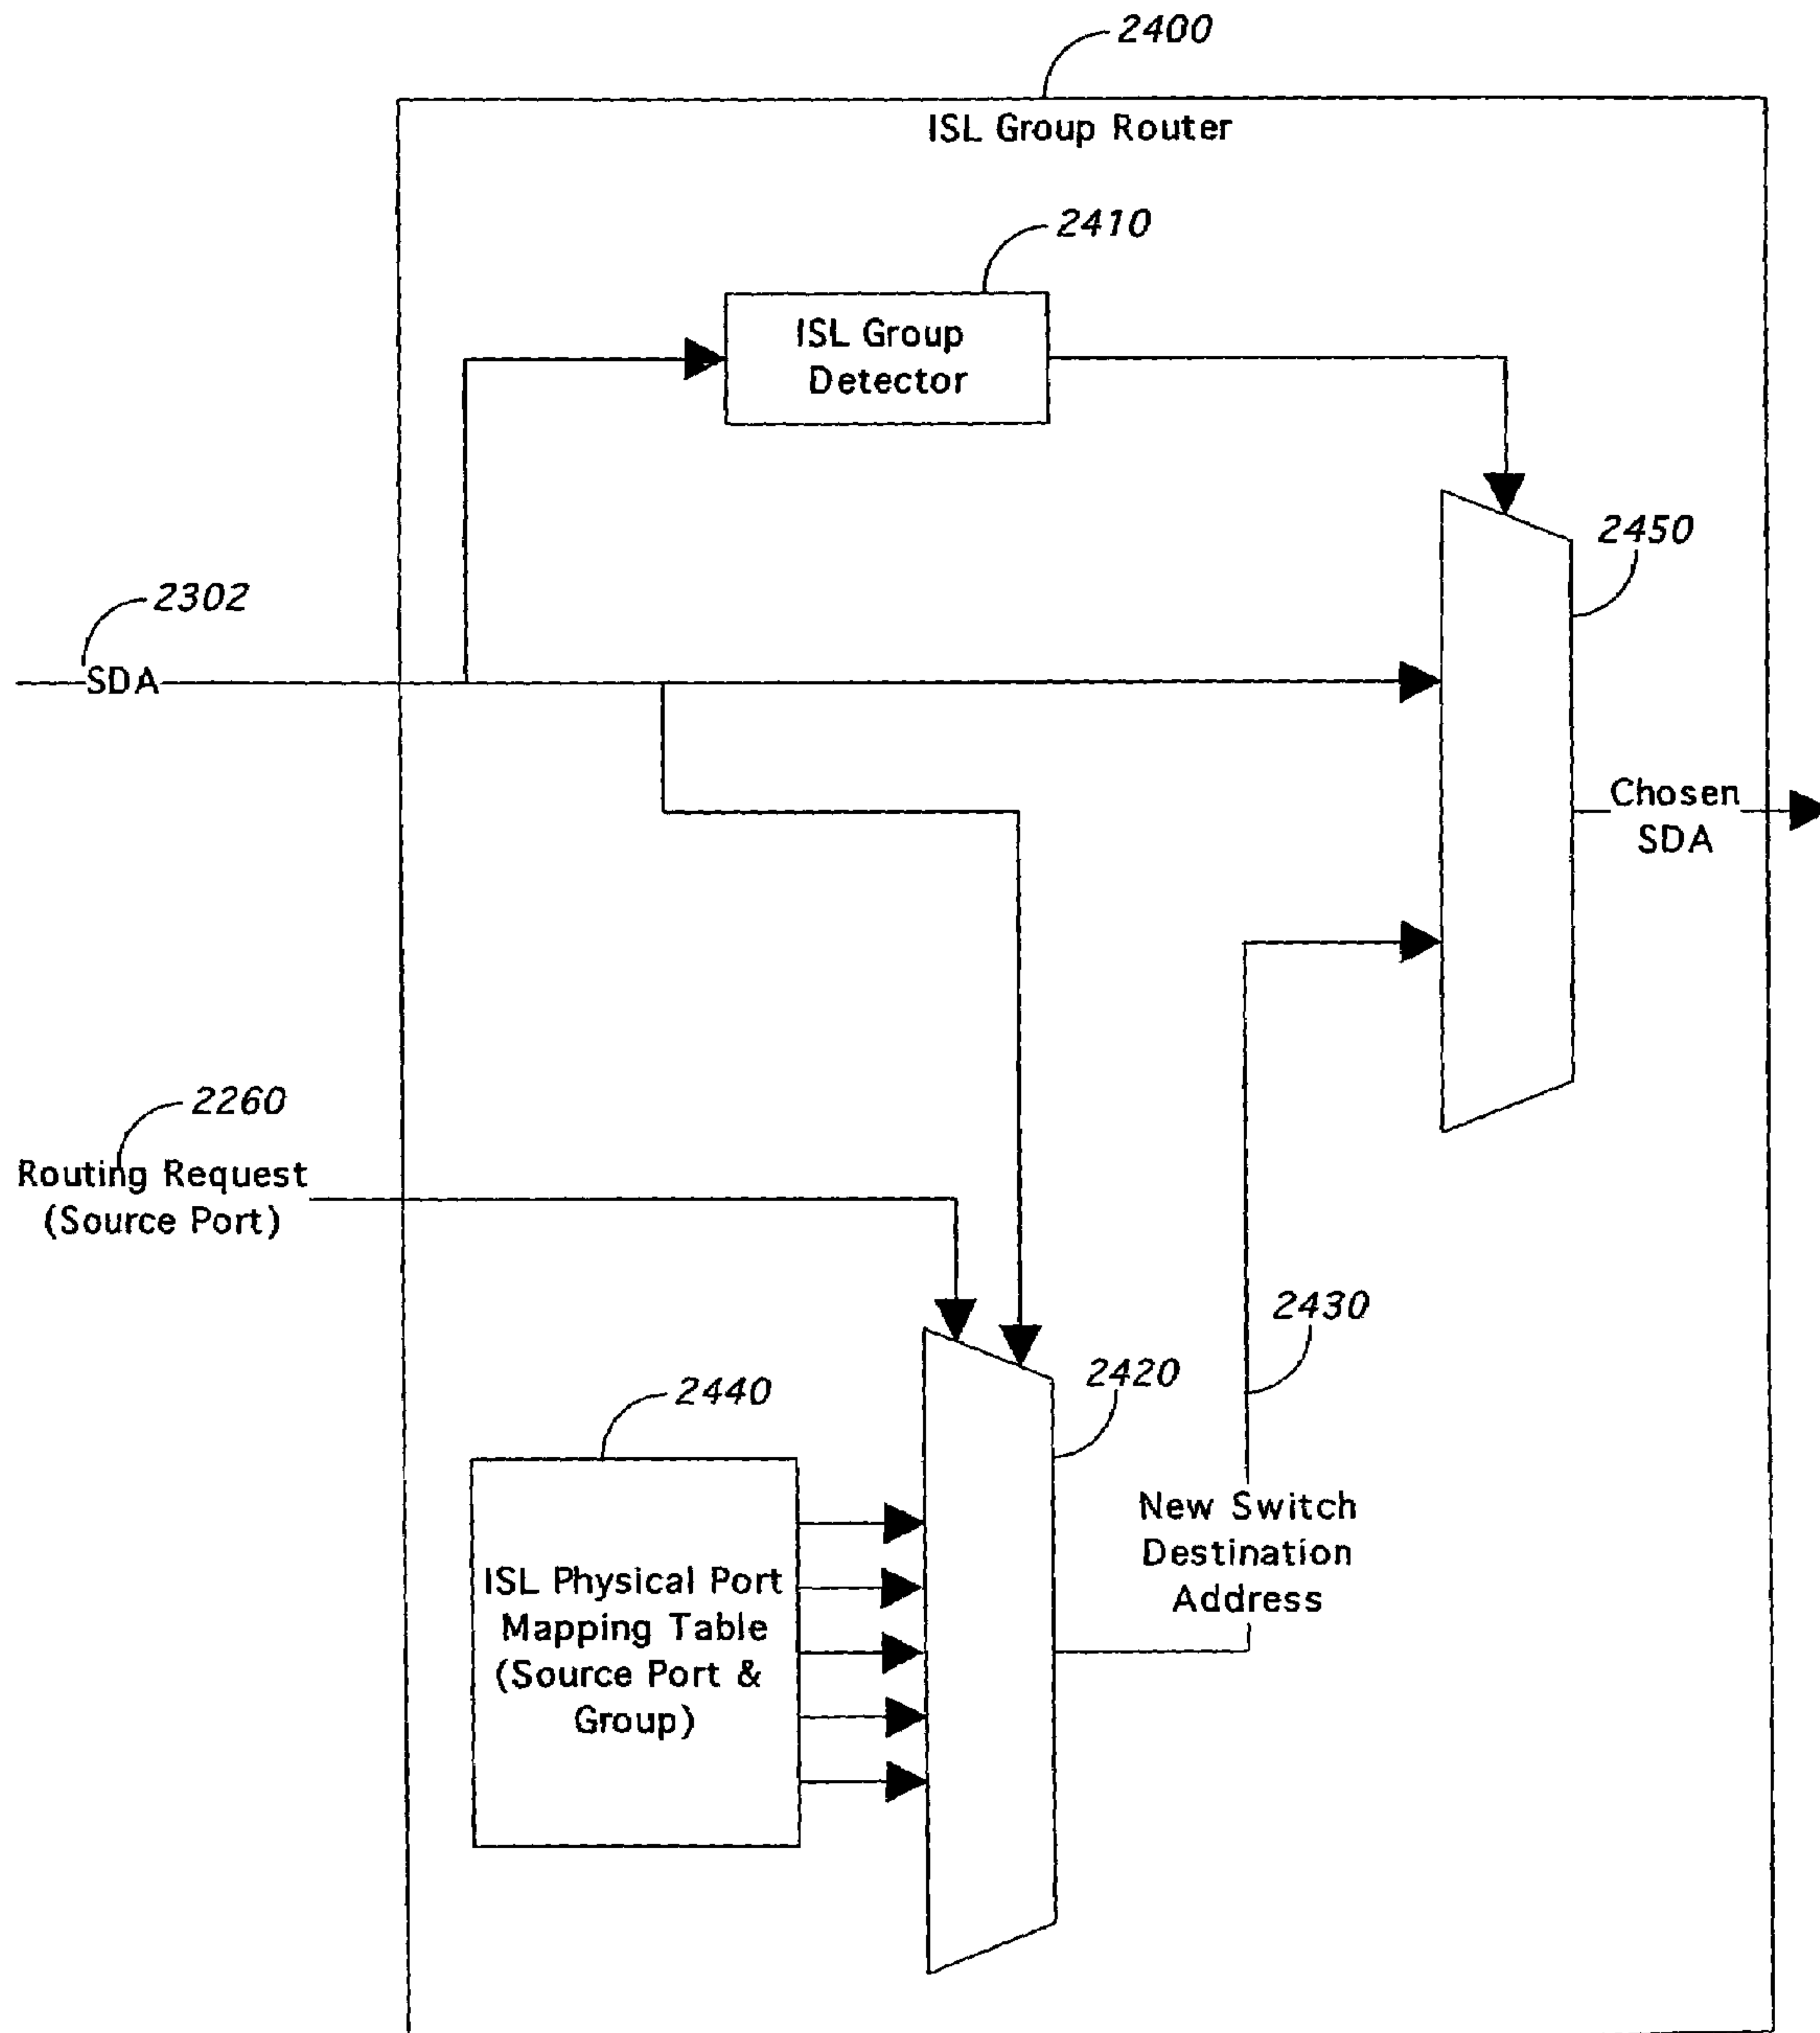 2400
ISL Group Router
2410
ISL Group
Detector
2450
2302
SDA
Chosen
SDA
2260
Routing Request
(Source Port)
2430
2420
2440
New Switch
Destination
Address
ISL Physical Port
Mapping Table
(Source Port &
Group)